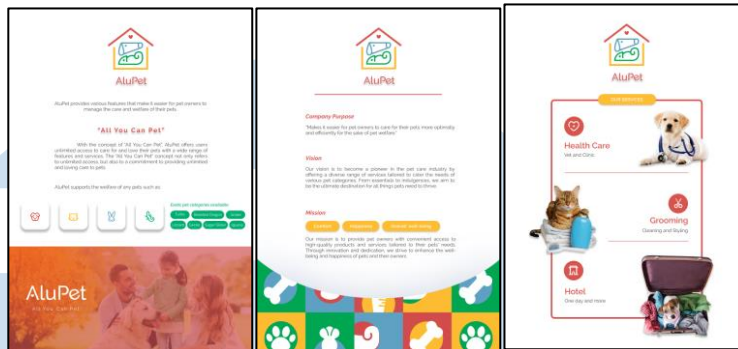 AluPet
AluPet provides various features that make it easier for pet owners to
manage the care and welfare of their pets.
"All You Can Pet"
With the concept of "All You Can Pet", AluPet offers users
unlimited access to care for and love their pets with a wide range of
features and services. The "All You Can Pet" concept not only refers
to unlimited access, but also to a commitment to providing unlimited
and loving care to pets.
AluPet supports the welfare of any pets such as:
AluPet
All You Can Pet
AluPet
Company Purpose
"Makes it easier for pet owners to care for their pets more optimally
and efficiently for the sake of pet welfare"
Vision
Our vision is to become a pioneer in the pet care industry by
offering a diverse range of services tailored to cater the needs of
various pet categories. From essentials to indulgences, we aim to
be the ultimate destination for all things pets need to thrive.
Mission
Our mission is to provide pet owners with convenient access to
high-quality products and services tailored to their pets' needs.
Through innovation and dedication, we strive to enhance the well-
being and happiness of pets and their owners.
AluPet
OUR SERVICES
Health Care
Vet and Clinic
Grooming
Cleaning and Styling
Hotel
One day and more